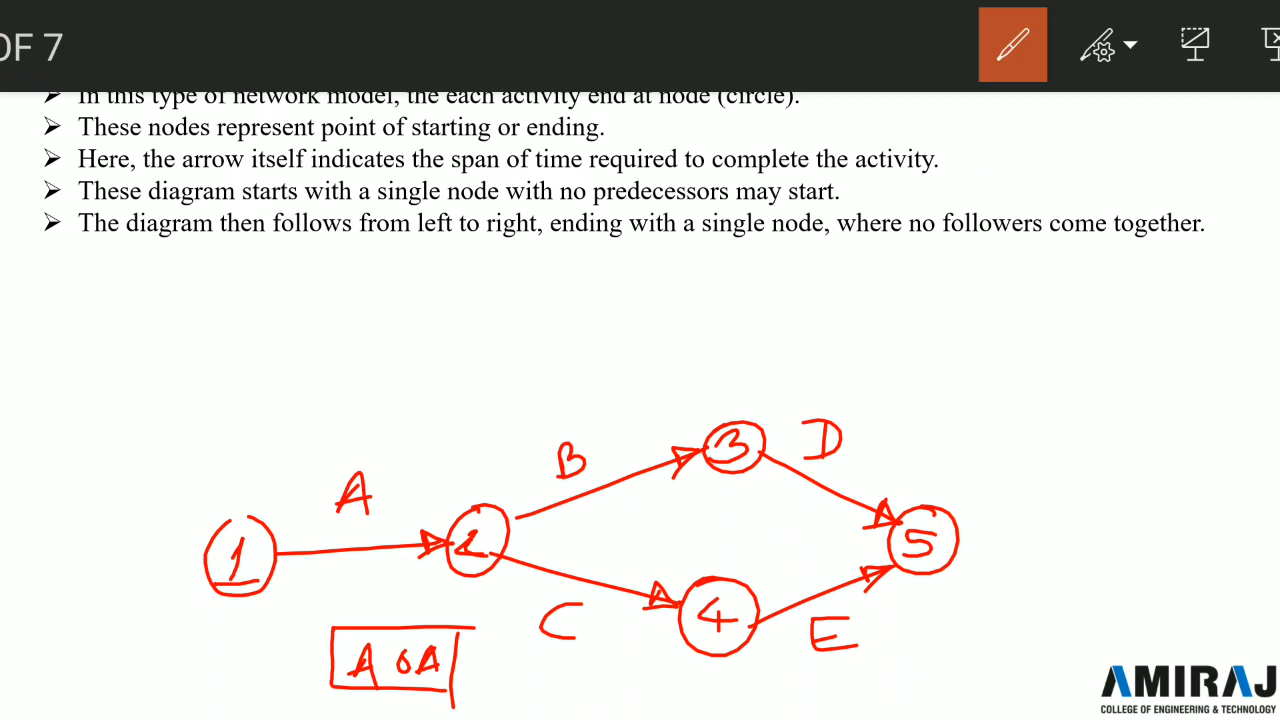 OF 7
In this type of network model, the each activity end at node (circle).
These nodes represent point of starting or ending.
Here, the arrow itself indicates the span of time required to complete the activity.
These diagram starts with a single node with no predecessors may start.
The diagram then follows from left to right, ending with a single node, where no followers come together.
A
B
D
1
2
3
5
C
4
E
A O A
AMIRAJ
COLLEGE OF ENGINEERING & TECHNOLOGY